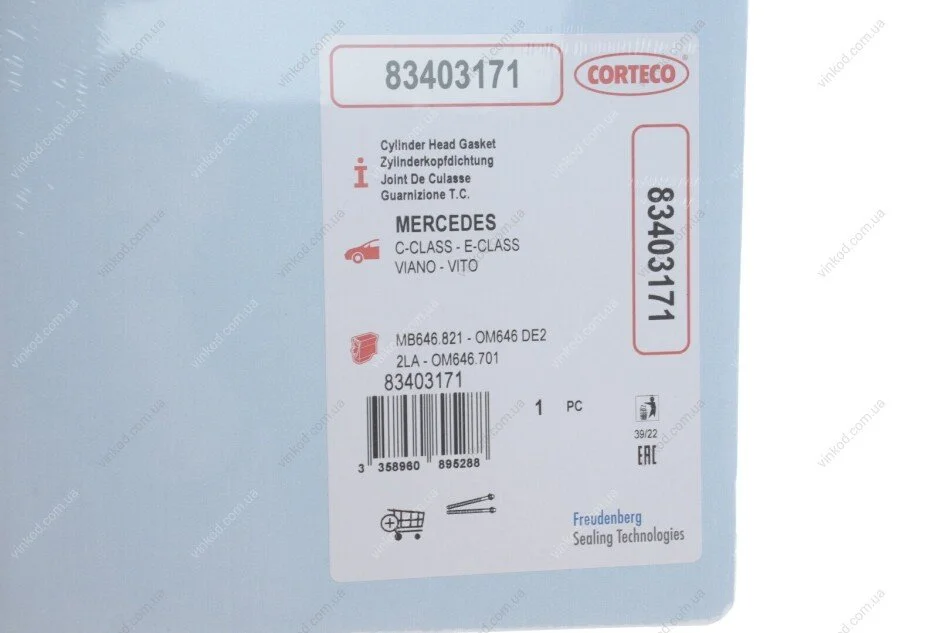 83403171
CORTECO®
Cylinder Head Gasket
Zylinderkopfdichtung
Joint De Culasse
Guarnizione T.C.
83403171
MERCEDES
C-CLASS - E-CLASS
VIANO - VITO
MB646.821 - OM646 DE2
2LA - OM646.701
83403171
1 PC
3 358960 895288
39/22
EAC
Freudenberg
Sealing Technologies
vinkod.com.ua